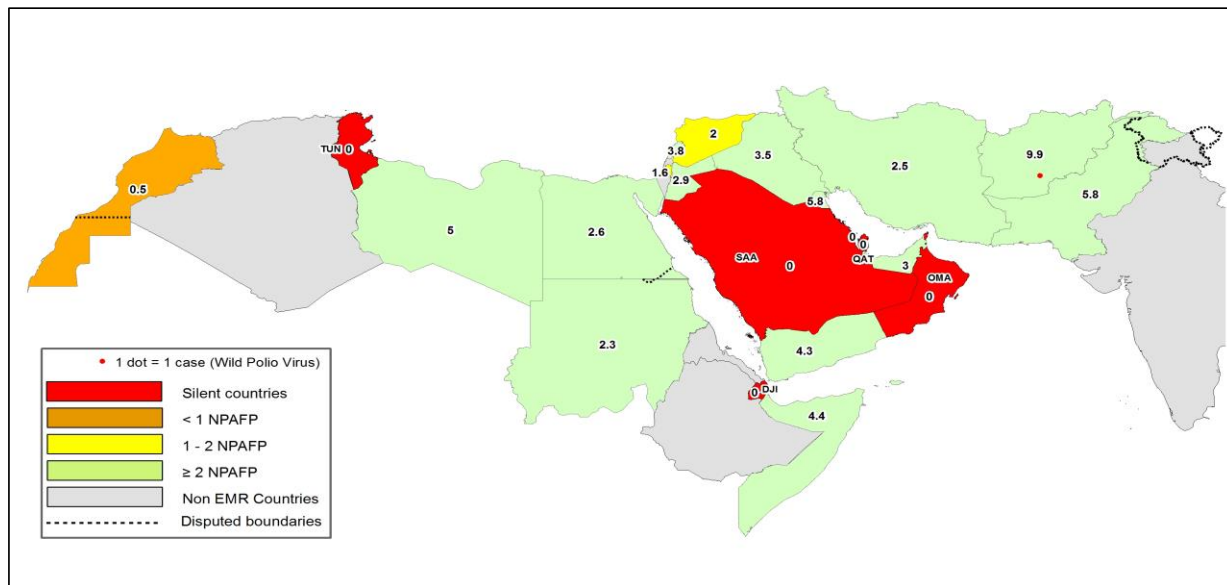 0.5
TUN 0
5
2.6
2.3
3.8
1.6
2.9
2
3.5
5.8
SAA
0
0
0
QAT
3
OMA
0
4.3
0
DJI
4.4
2.5
9.9
5.8
1 dot = 1 case (Wild Polio Virus)
Silent countries
< 1 NPAFP
1 - 2 NPAFP
≥ 2 NPAFP
Non EMR Countries
Disputed boundaries